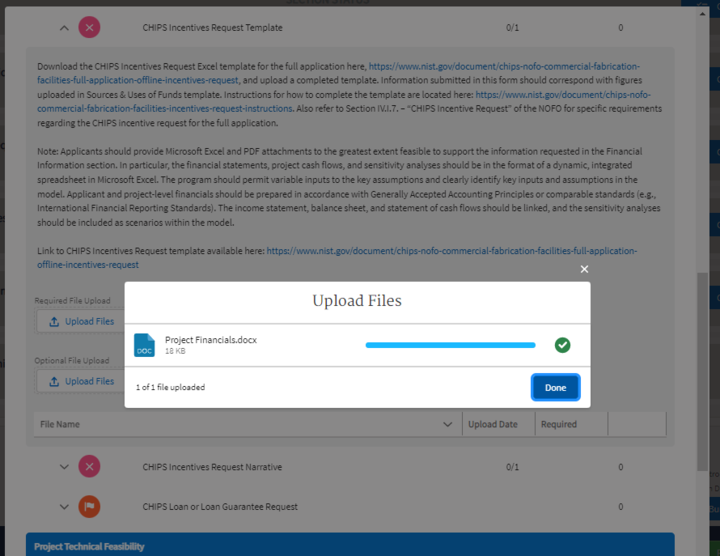 SECTION STATUS
CHIPS Incentives Request Template 0/1 0
Download the CHIPS Incentives Request Excel template for the full application here, https://www.nist.gov/document/chips-nofo-commercial-fabrication-
facilities-full-application-offline-incentives-request, and upload a completed template. Information submitted in this form should correspond with figures
uploaded in Sources & Uses of Funds template. Instructions for how to complete the template are located here: https://www.nist.gov/document/chips-nofo-
commercial-fabrication-facilities-incentives-request-instructions. Also refer to Section IV.I.7. – “CHIPS Incentive Request” of the NOFO for specific requirements
regarding the CHIPS incentive request for the full application.
Note: Applicants should provide Microsoft Excel and PDF attachments to the greatest extent feasible to support the information requested in the Financial
Information section. In particular, the financial statements, project cash flows, and sensitivity analyses should be in the format of a dynamic, integrated
spreadsheet in Microsoft Excel. The program should permit variable inputs to the key assumptions and clearly identify key inputs and assumptions in the
model. Applicant and project-level financials should be prepared in accordance with Generally Accepted Accounting Principles or comparable standards (e.g.,
International Financial Reporting Standards). The income statement, balance sheet, and statement of cash flows should be linked, and the sensitivity analyses
should be included as scenarios within the model.
Link to CHIPS Incentives Request template available here: https://www.nist.gov/document/chips-nofo-commercial-fabrication-facilities-full-application-
offline-incentives-request
Upload Files
Required File Upload
Upload Files
DOC Project Financials.docx
18 KB
Optional File Upload
Upload Files
1 of 1 file uploaded Done
File Name Upload Date Required
CHIPS Incentives Request Narrative 0/1 0
CHIPS Loan or Loan Guarantee Request 0
Project Technical Feasibility